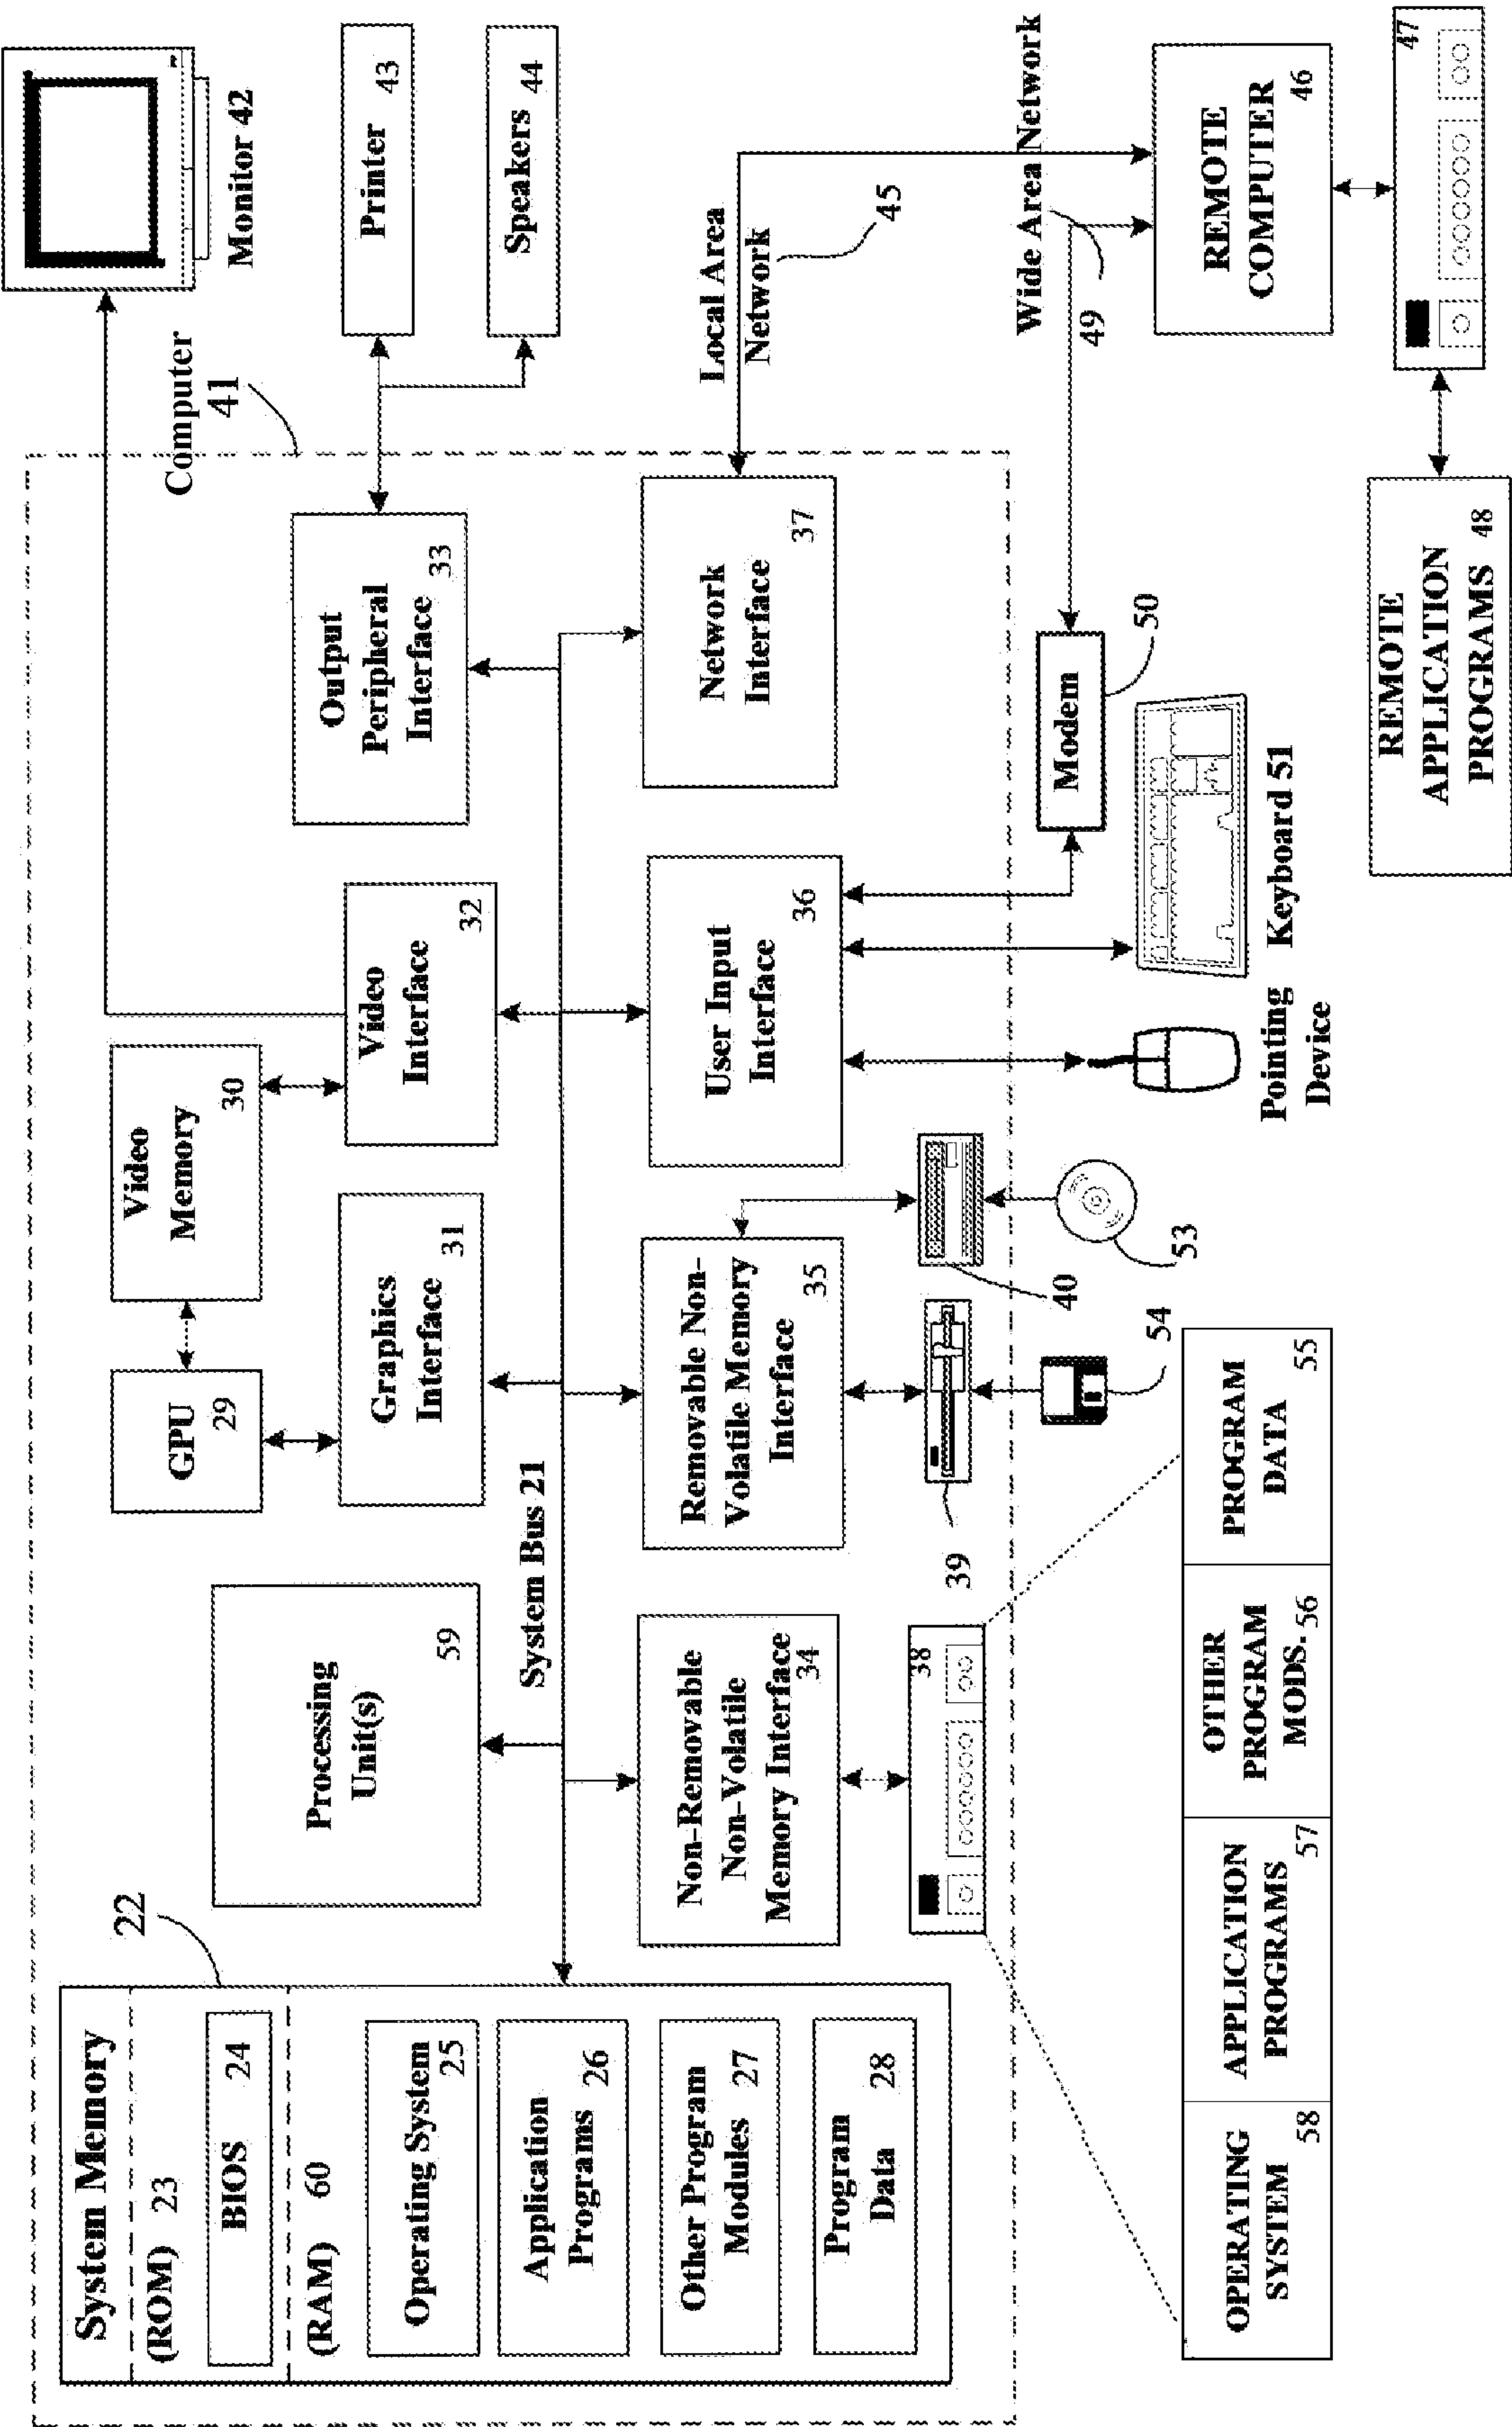 System Memory
22
(ROM) 23
BIOS 24
(RAM) 60
Operating System
25
Application
Programs 26
Other Program
Modules 27
Program
Data 28
Processing
Unit(s)
59
System Bus 21
GPU
29
Video
Memory
30
Graphics
Interface
31
Video
Interface
32
Output
Peripheral
Interface
33
Computer
41
Monitor 42
Printer 43
Speakers 44
Non-Removable
Non-Volatile
Memory Interface
34
Removable Non-
Volatile Memory
Interface
35
User Input
Interface
36
Network
Interface
37
Local Area
Network
45
Wide Area Network
49
38
39
40
53
54
Modem
50
Pointing
Device
Keyboard 51
REMOTE
COMPUTER
46
47
REMOTE
APPLICATION
PROGRAMS 48
OPERATING
SYSTEM
58
APPLICATION
PROGRAMS
57
OTHER
PROGRAM
MODS. 56
PROGRAM
DATA
55